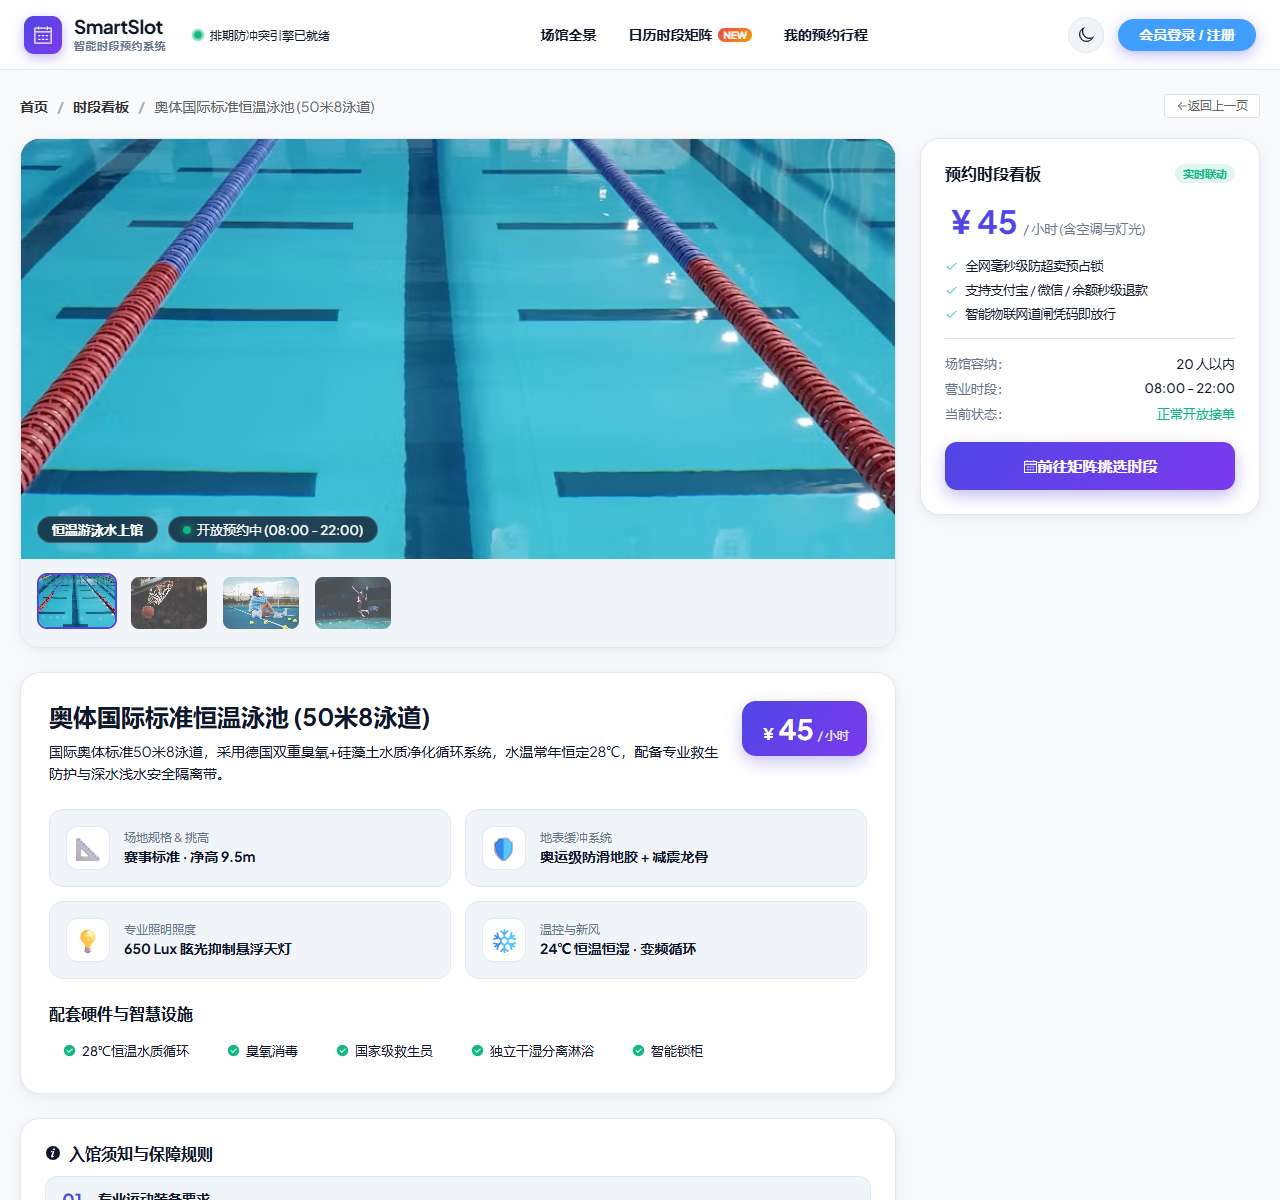 SmartSlot
智能时段预约系统
排期防冲突引擎已就绪
场馆全景
日历时段矩阵 NEW
我的预约行程
会员登录 / 注册
首页 / 时段看板 / 奥体国际标准恒温泳池 (50米8泳道)
←返回上一页
恒温游泳水上馆
开放预约中 (08:00 - 22:00)
预约时段看板
实时联动
¥ 45 / 小时 (含空调与灯光)
全网毫秒级防超卖预占锁
支持支付宝 / 微信 / 余额秒级退款
智能物联网道闸凭码即放行
场馆容纳: 20 人以内
营业时段: 08:00 - 22:00
当前状态: 正常开放接单
前往矩阵挑选时段
奥体国际标准恒温泳池 (50米8泳道)
国际奥体标准50米8泳道，采用德国双重臭氧+硅藻土水质净化循环系统，水温常年恒定28℃，配备专业救生
防护与深水浅水安全隔离带。
¥ 45 / 小时
场地规格 & 挑高
赛事标准 · 净高 9.5m
地表缓冲系统
奥运级防滑地胶 + 减震龙骨
专业照明照度
650 Lux 眩光抑制悬浮天灯
温控与新风
24℃ 恒温恒湿 · 变频循环
配套硬件与智慧设施
28℃恒温水质循环
臭氧消毒
国家级救生员
独立干湿分离淋浴
智能锁柜
入馆须知与保障规则
01 专业运动装备要求